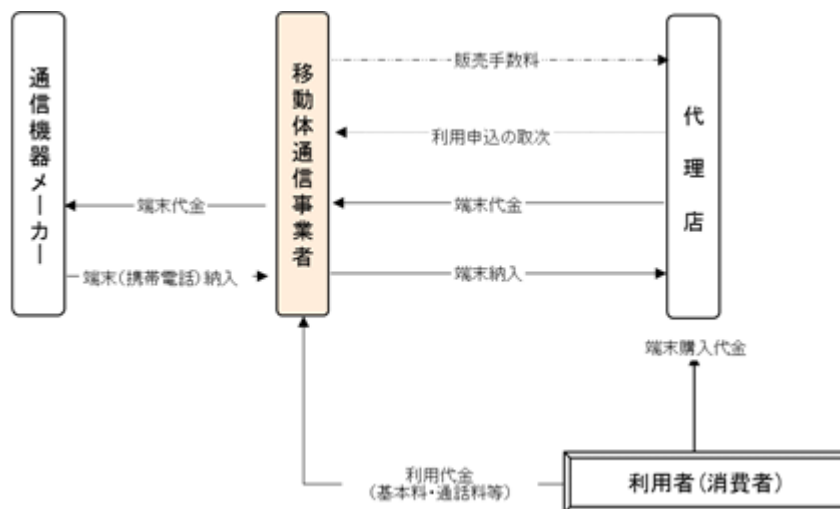 通信機器メーカー
移動体通信事業者
代理店
販売手数料
利用申込の取次
端末代金
端末代金
端末(携帯電話)納入
端末納入
端末購入代金
利用代金
(基本料・通話料等)
利用者(消費者)